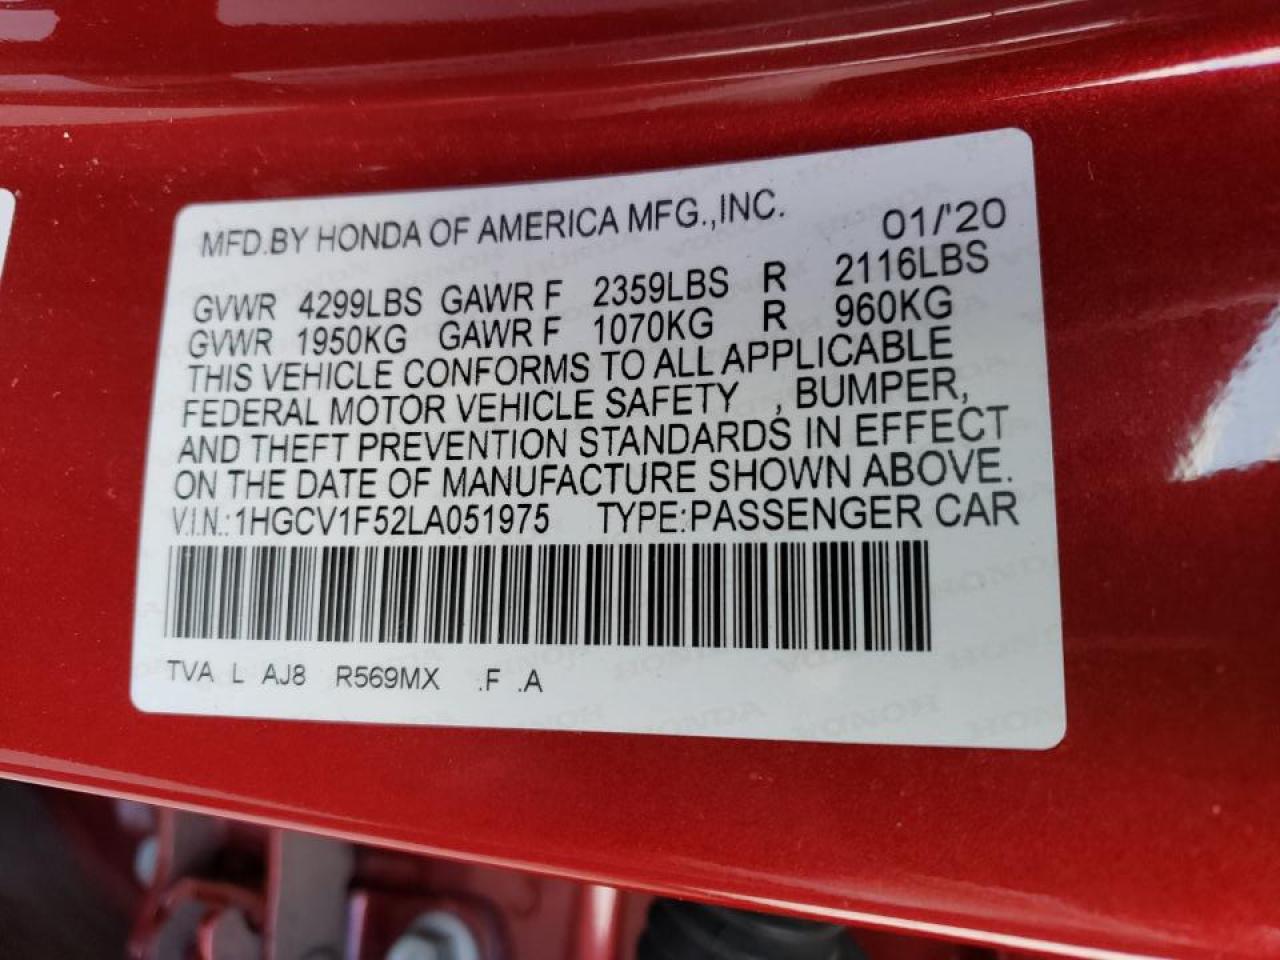 MFD.BY HONDA OF AMERICA MFG.,INC. 01/'20
GVWR 4299LBS GAWR F 2359LBS R 2116LBS
GVWR 1950KG GAWR F 1070KG R 960KG
THIS VEHICLE CONFORMS TO ALL APPLICABLE
FEDERAL MOTOR VEHICLE SAFETY , BUMPER,
AND THEFT PREVENTION STANDARDS IN EFFECT
ON THE DATE OF MANUFACTURE SHOWN ABOVE.
V.I.N.:1HGCV1F52LA051975 TYPE:PASSENGER CAR
TVA L AJ8 R569MX .F .A